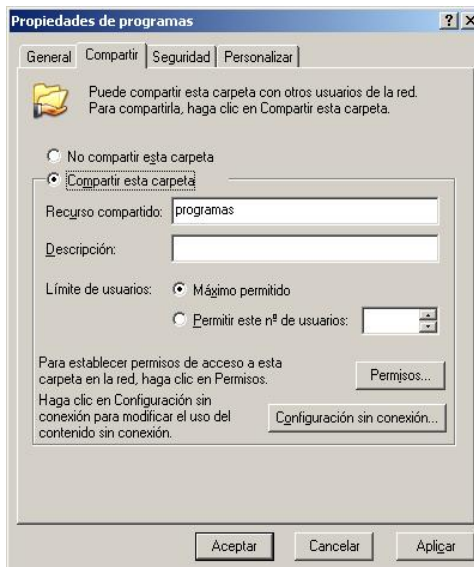 Propiedades de programas
General Compartir Seguridad Personalizar
Puede compartir esta carpeta con otros usuarios de la red.
Para compartirla, haga clic en Compartir esta carpeta.
No compartir esta carpeta
Compartir esta carpeta
Recurso compartido: programas
Descripción:
Límite de usuarios: Máximo permitido
Permitir este nº de usuarios:
Para establecer permisos de acceso a esta
carpeta en la red, haga clic en Permisos.
Permisos...
Haga clic en Configuración sin
conexión para modificar el uso del
contenido sin conexión.
Configuración sin conexión...
Aceptar Cancelar Aplicar